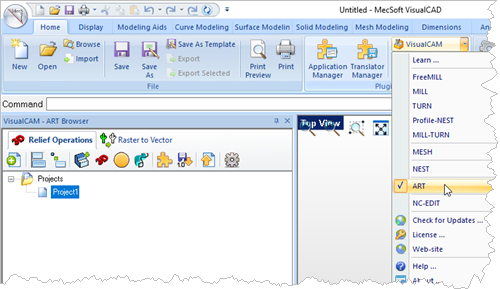 Untitled - MecSoft VisualCAD
Home Display Modeling Aids Curve Modeling Surface Modelin Solid Modeling Mesh Modeling Dimensions
New
Open
Browse
Import
Save
Save As
Save As Template
Export
Export Selected
Print Preview
Print
File
Application Manager
Translator Manager
Plugi
VisualCAM
Learn ...
FreeMILL
MILL
TURN
Profile-NEST
MILL-TURN
MESH
NEST
ART
NC-EDIT
Check for Updates ...
License ...
Web-site
Help ...
About ...
Command
VisualCAM - ART Browser
Relief Operations
Raster to Vector
Projects
Project1
Top View